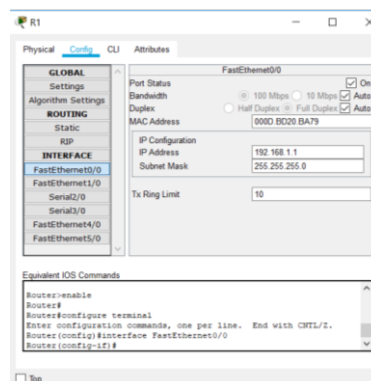 R1
Physical Config CLI Attributes
GLOBAL
Settings
Algorithm Settings
ROUTING
Static
RIP
INTERFACE
FastEthernet0/0
FastEthernet1/0
Serial2/0
Serial3/0
FastEthernet4/0
FastEthernet5/0
FastEthernet0/0
Port Status On
Bandwidth 100 Mbps 10 Mbps Auto
Duplex Half Duplex Full Duplex Auto
MAC Address 000D.BD20.BA79
IP Configuration
IP Address 192.168.1.1
Subnet Mask 255.255.255.0
Tx Ring Limit 10
Equivalent IOS Commands
Router>enable
Router#
Router#configure terminal
Enter configuration commands, one per line. End with CNTL/Z.
Router(config)#interface FastEthernet0/0
Router(config-if)#
Top